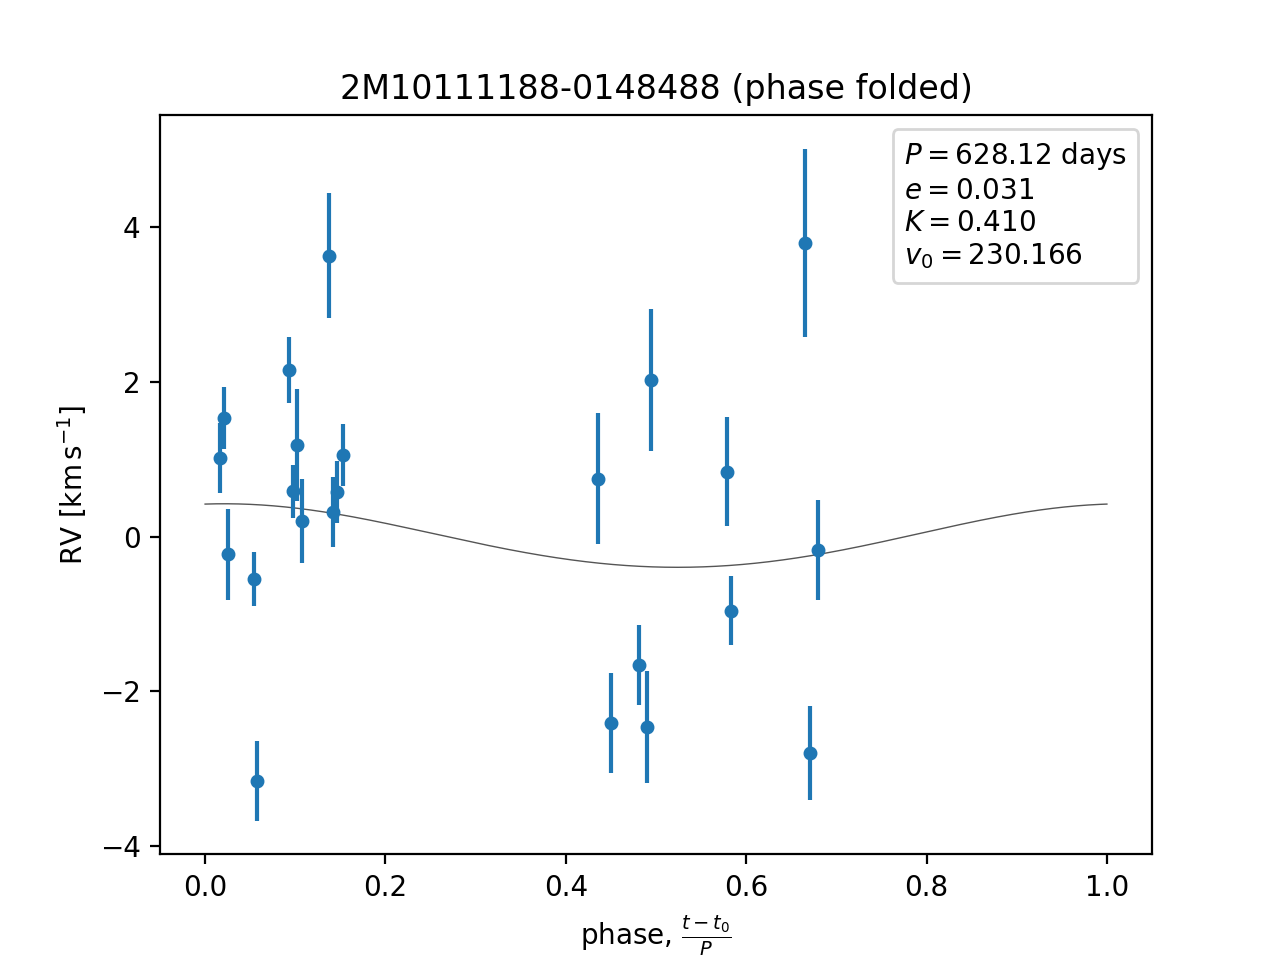 2M10111188-0148488 (phase folded)
P = 628.12 days
e = 0.031
K = 0.410
v₀ = 230.166
4
2
0
−2
−4
RV [km s⁻¹]
0.0 0.2 0.4 0.6 0.8 1.0
phase, (t − t₀)/P